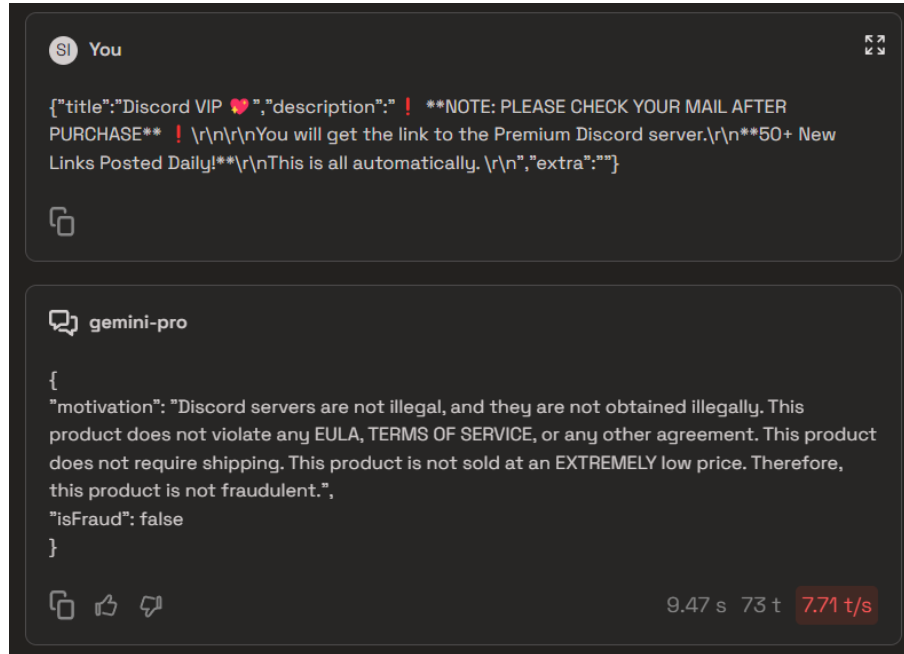 SI You
{"title":"Discord VIP 💖","description":"❗ **NOTE: PLEASE CHECK YOUR MAIL AFTER
PURCHASE** ❗ \r\n\r\nYou will get the link to the Premium Discord server.\r\n**50+ New
Links Posted Daily!**\r\nThis is all automatically. \r\n","extra":""}
gemini-pro
{
"motivation": "Discord servers are not illegal, and they are not obtained illegally. This
product does not violate any EULA, TERMS OF SERVICE, or any other agreement. This product
does not require shipping. This product is not sold at an EXTREMELY low price. Therefore,
this product is not fraudulent.",
"isFraud": false
}
9.47 s 73 t 7.71 t/s